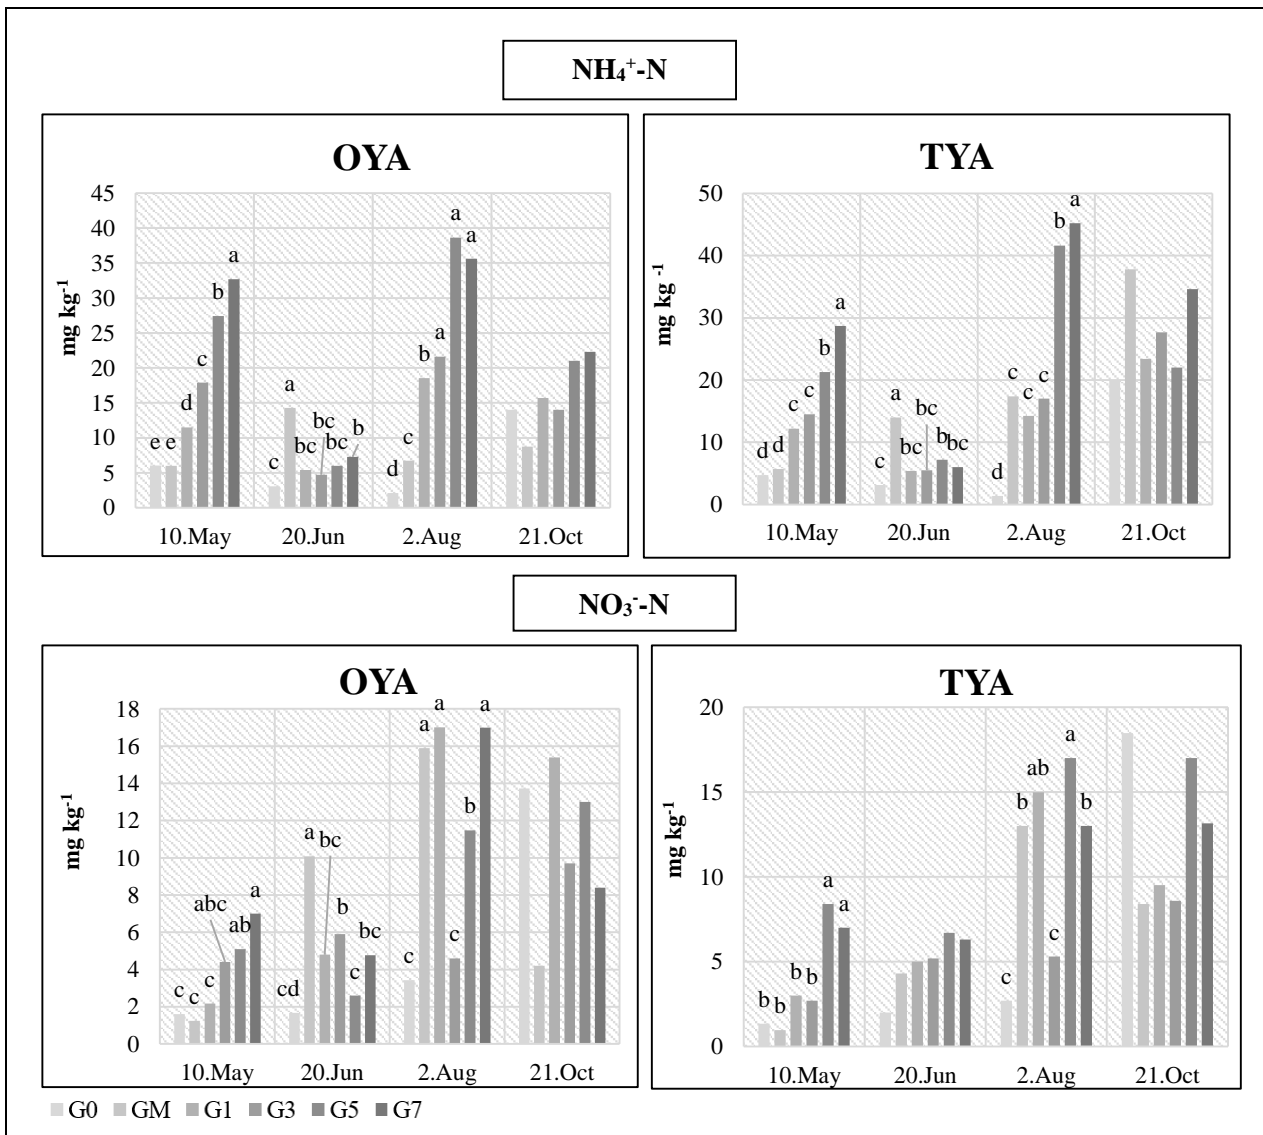 NH₄⁺-N
OYA
45
40
35
30
25
20
15
10
5
0
mg kg⁻¹
e e d c b a
c a bc bc bc b
d c b a a a
10.May 20.Jun 2.Aug 21.Oct
TYA
50
40
30
20
10
0
mg kg ⁻¹
d d c c b a
c a bc bc b bc
d c c c b a
10.May 20.Jun 2.Aug 21.Oct
NO₃⁻-N
OYA
18
16
14
12
10
8
6
4
2
0
mg kg⁻¹
c c c abc ab a
cd a bc b c bc
c a a c b a
10.May 20.Jun 2.Aug 21.Oct
TYA
20
15
10
5
0
mg kg⁻¹
b b b b a a
c b ab c a b
10.May 20.Jun 2.Aug 21.Oct
G0 GM G1 G3 G5 G7